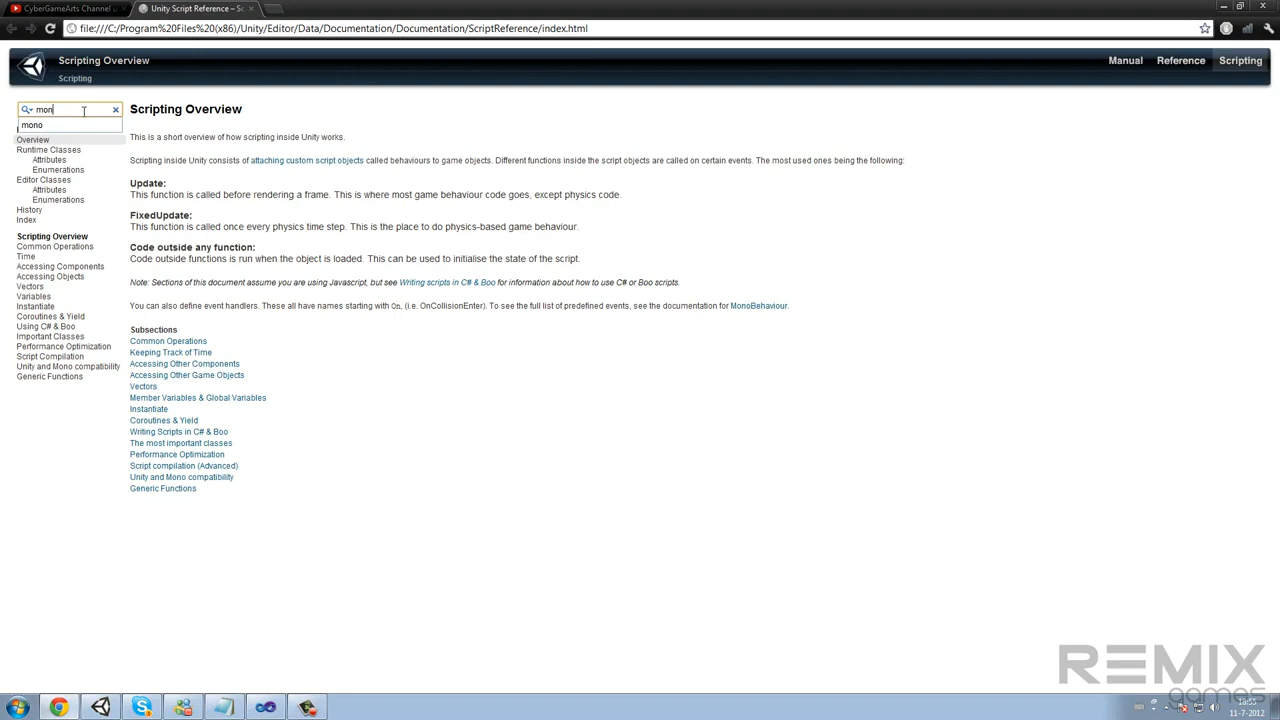 CyberGameArts Channel
Unity Script Reference – Sc
file:///C:/Program%20Files%20(x86)/Unity/Editor/Data/Documentation/Documentation/ScriptReference/index.html
Scripting Overview
Manual
Reference
Scripting
Scripting
mon
mono
Overview
Runtime Classes
Attributes
Enumerations
Editor Classes
Attributes
Enumerations
History
Index
Scripting Overview
Common Operations
Time
Accessing Components
Accessing Objects
Vectors
Variables
Instantiate
Coroutines & Yield
Using C# & Boo
Important Classes
Performance Optimization
Script Compilation
Unity and Mono compatibility
Generic Functions
Scripting Overview
This is a short overview of how scripting inside Unity works.
Scripting inside Unity consists of attaching custom script objects called behaviours to game objects. Different functions inside the script objects are called on certain events. The most used ones being the following:
Update:
This function is called before rendering a frame. This is where most game behaviour code goes, except physics code.
FixedUpdate:
This function is called once every physics time step. This is the place to do physics-based game behaviour.
Code outside any function:
Code outside functions is run when the object is loaded. This can be used to initialise the state of the script.
Note: Sections of this document assume you are using Javascript, but see Writing scripts in C# & Boo for information about how to use C# or Boo scripts.
You can also define event handlers. These all have names starting with On, (i.e. OnCollisionEnter). To see the full list of predefined events, see the documentation for MonoBehaviour.
Subsections
Common Operations
Keeping Track of Time
Accessing Other Components
Accessing Other Game Objects
Vectors
Member Variables & Global Variables
Instantiate
Coroutines & Yield
Writing Scripts in C# & Boo
The most important classes
Performance Optimization
Script compilation (Advanced)
Unity and Mono compatibility
Generic Functions
REMIX
games
11-7-2012